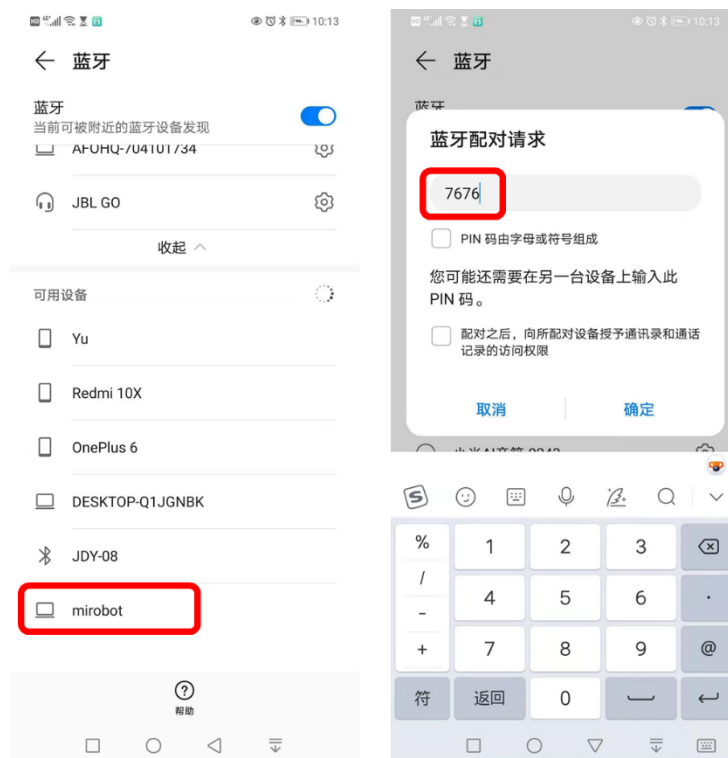 10:13
蓝牙
蓝牙
当前可被附近的蓝牙设备发现
AFOHQ-704101734
JBL GO
收起
可用设备
Yu
Redmi 10X
OnePlus 6
DESKTOP-Q1JGNBK
JDY-08
mirobot
帮助
10:13
蓝牙
蓝牙
蓝牙配对请求
7676
PIN 码由字母或符号组成
您可能还需要在另一台设备上输入此
PIN 码。
配对之后，向所配对设备授予通讯录和通话
记录的访问权限
取消
确定
%
1
2
3
/
4
5
6
.
-
+
7
8
9
@
符
返回
0